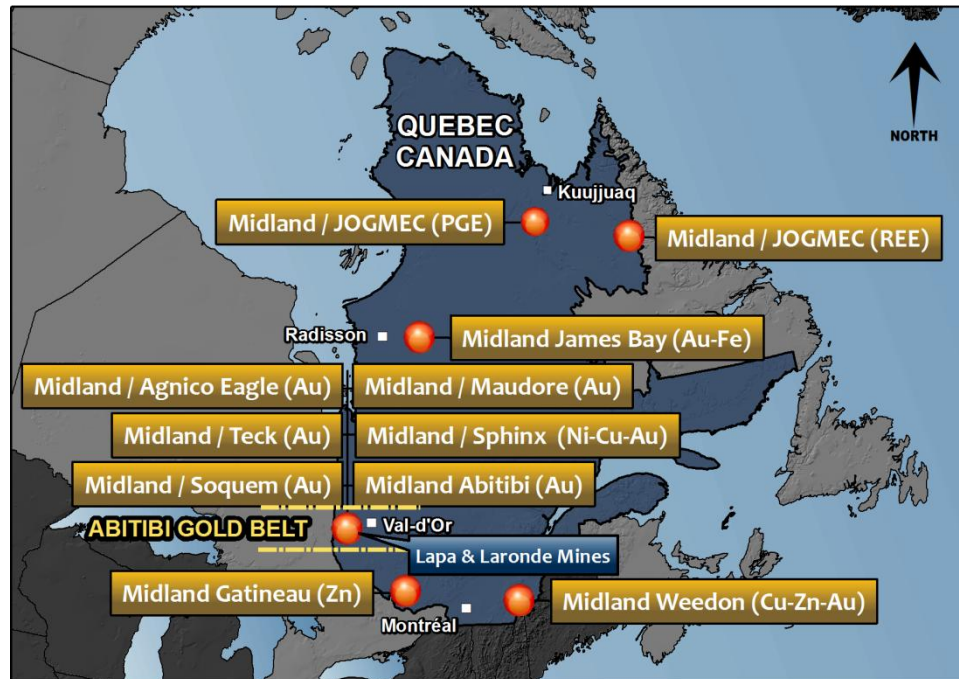 QUEBEC
CANADA
NORTH
Kuujjuaq
Midland / JOGMEC (PGE)
Midland / JOGMEC (REE)
Radisson
Midland James Bay (Au-Fe)
Midland / Agnico Eagle (Au)
Midland / Maudore (Au)
Midland / Teck (Au)
Midland / Sphinx (Ni-Cu-Au)
Midland / Soquem (Au)
Midland Abitibi (Au)
ABITIBI GOLD BELT
Val-d'Or
Lapa & Laronde Mines
Midland Gatineau (Zn)
Midland Weedon (Cu-Zn-Au)
Montréal